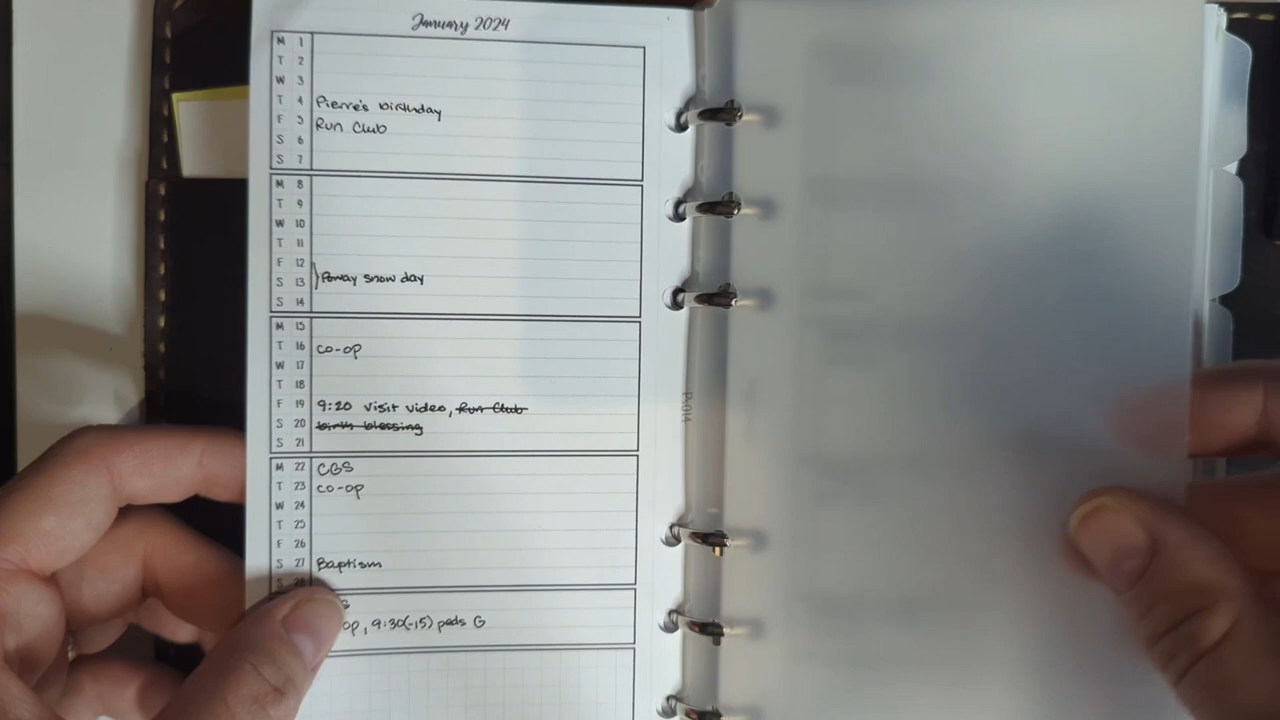 January 2024
M 1
T 2
W 3
T 4 Pierre's birthday
F 5 Run Club
S 6
S 7
M 8
T 9
W 10
T 11
F 12
S 13 Poway snow day
S 14
M 15
T 16 co-op
W 17
T 18
F 19 9:20 visit video, Run Club
S 20 birth blessing
S 21
M 22 CGS
T 23 co-op
W 24
T 25
F 26
S 27 Baptism
S 28
S
op, 9:30(-15) peds G
PA014